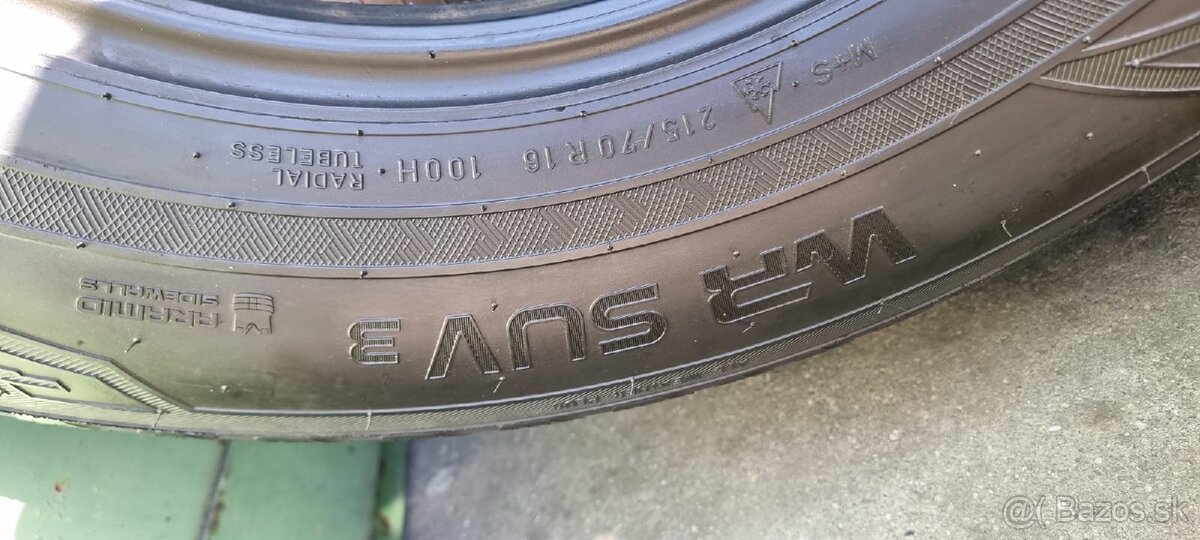 M+S · 215/70 R 16 100H ·
RADIAL
TUBELESS
WR SUV 3
ARAMID
SIDEWALLS
@( Bazos.sk